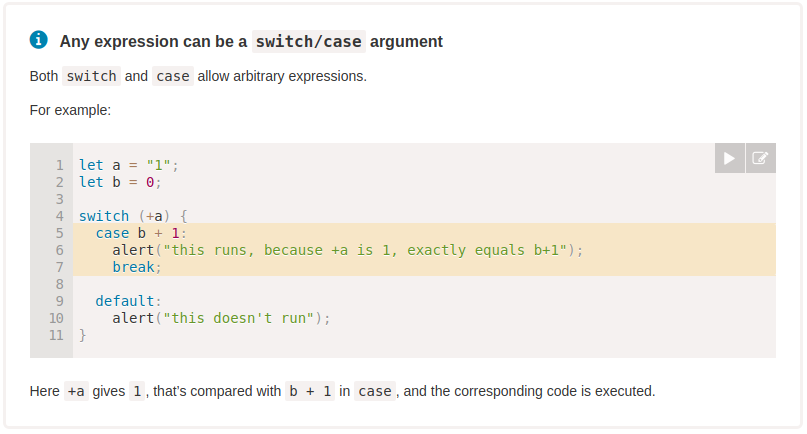 Any expression can be a switch/case argument
Both switch and case allow arbitrary expressions.
For example:
1 let a = "1";
2 let b = 0;
3
4 switch (+a) {
5   case b + 1:
6     alert("this runs, because +a is 1, exactly equals b+1");
7     break;
8
9   default:
10     alert("this doesn't run");
11 }
Here +a gives 1, that's compared with b + 1 in case, and the corresponding code is executed.